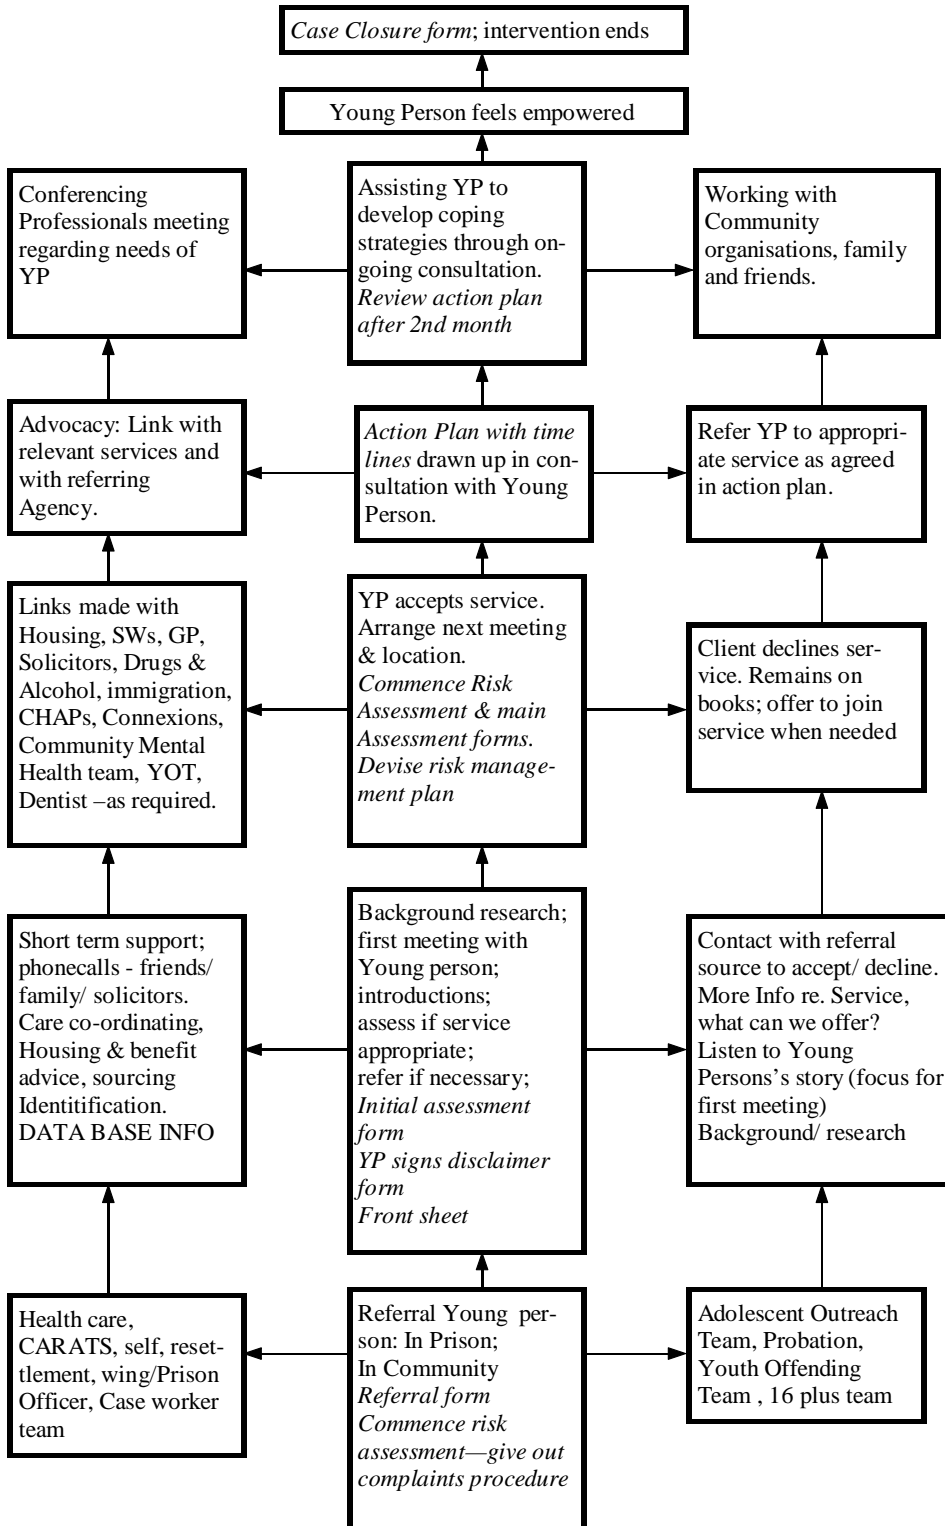 Case Closure form; intervention ends
Young Person feels empowered
Conferencing
Professionals meeting
regarding needs of
YP
Assisting YP to
develop coping
strategies through on-
going consultation.
Review action plan
after 2nd month
Working with
Community
organisations, family
and friends.
Advocacy: Link with
relevant services and
with referring
Agency.
Action Plan with time
lines drawn up in con-
sultation with Young
Person.
Refer YP to appropri-
ate service as agreed
in action plan.
Links made with
Housing, SWs, GP,
Solicitors, Drugs &
Alcohol, immigration,
CHAPs, Connexions,
Community Mental
Health team, YOT,
Dentist –as required.
YP accepts service.
Arrange next meeting
& location.
Commence Risk
Assessment & main
Assessment forms.
Devise risk manage-
ment plan
Client declines ser-
vice. Remains on
books; offer to join
service when needed
Short term support;
phonecalls - friends/
family/ solicitors.
Care co-ordinating,
Housing & benefit
advice, sourcing
Identitification.
DATA BASE INFO
Background research;
first meeting with
Young person;
introductions;
assess if service
appropriate;
refer if necessary;
Initial assessment
form
YP signs disclaimer
form
Front sheet
Contact with referral
source to accept/ decline.
More Info re. Service,
what can we offer?
Listen to Young
Persons's story (focus for
first meeting)
Background/ research
Health care,
CARATS, self, reset-
tlement, wing/Prison
Officer, Case worker
team
Referral Young per-
son: In Prison;
In Community
Referral form
Commence risk
assessment—give out
complaints procedure
Adolescent Outreach
Team, Probation,
Youth Offending
Team , 16 plus team